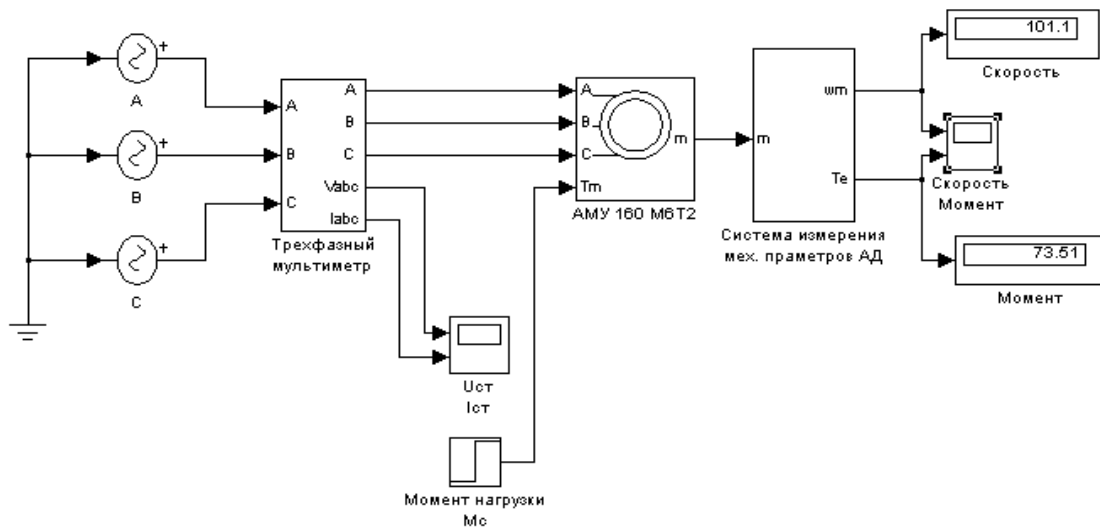 A
B
C
A
B
C
A
B
C
Vabc
Iabc
Трехфазный
мультиметр
A
B
C
Tm
m
АМУ 160 М6Т2
m
wm
Te
Система измерения
мех. праметров АД
101.1
Скорость
Скорость
Момент
73.51
Момент
Uст
Iст
Момент нагрузки
Мс